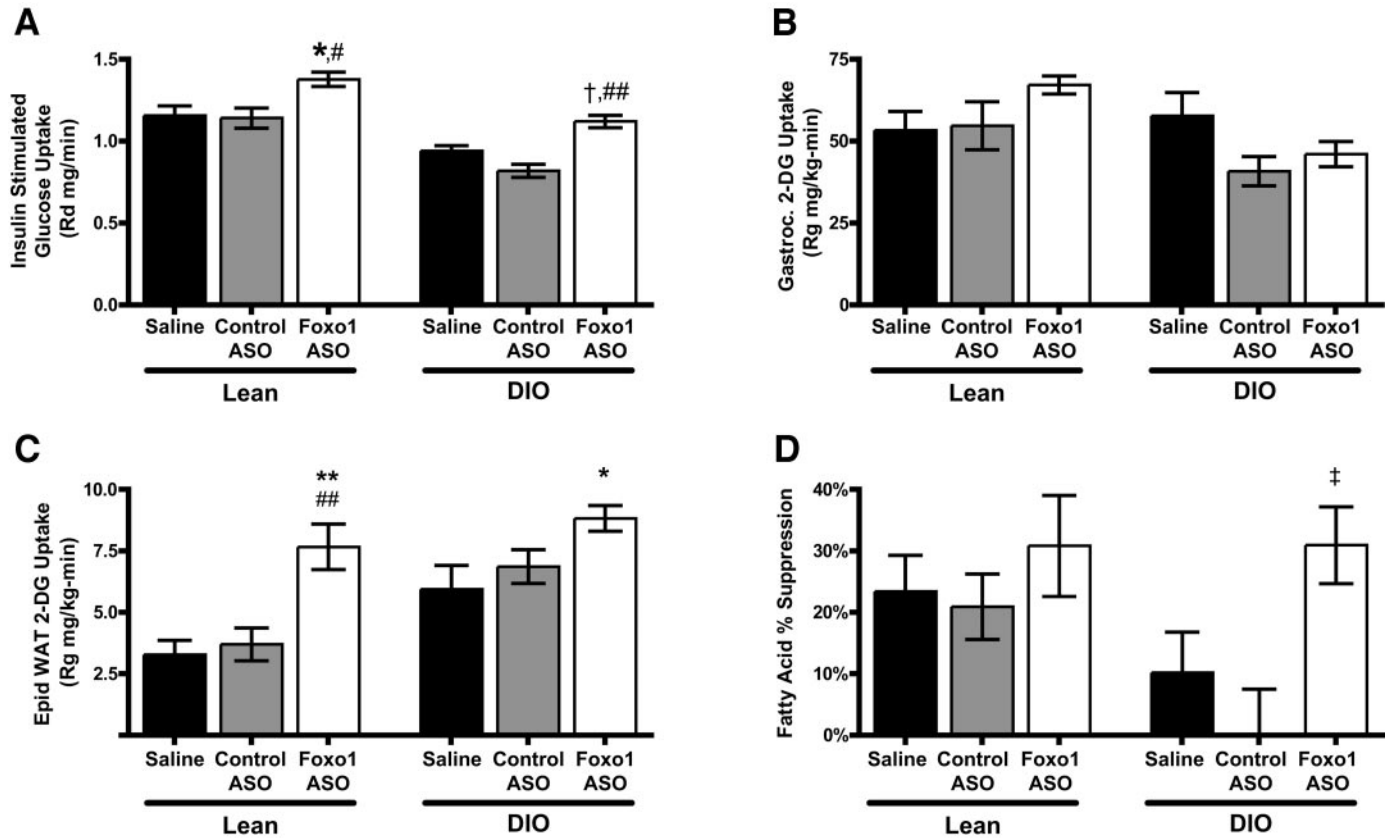 A
Insulin Stimulated
Glucose Uptake
(Rd mg/min)
1.5
1.0
0.5
0.0
*,#
†,##
Saline
Control
ASO
Foxo1
ASO
Saline
Control
ASO
Foxo1
ASO
Lean
DIO
B
Gastroc. 2-DG Uptake
(Rg mg/kg-min)
75
50
25
0
Saline
Control
ASO
Foxo1
ASO
Saline
Control
ASO
Foxo1
ASO
Lean
DIO
C
Epid WAT 2-DG Uptake
(Rg mg/kg-min)
10.0
7.5
5.0
2.5
**
##
*
Saline
Control
ASO
Foxo1
ASO
Saline
Control
ASO
Foxo1
ASO
Lean
DIO
D
Fatty Acid % Suppression
40%
30%
20%
10%
0%
‡
Saline
Control
ASO
Foxo1
ASO
Saline
Control
ASO
Foxo1
ASO
Lean
DIO